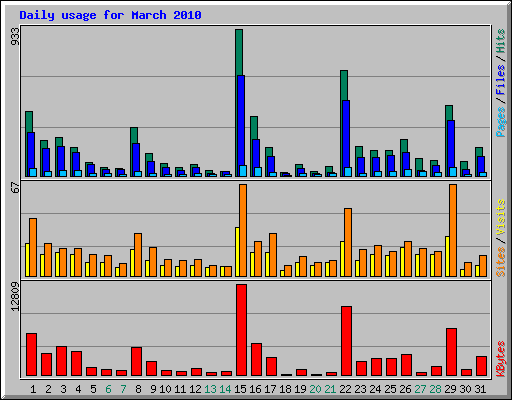 Daily usage for March 2010
933
Pages / Files / Hits
67
Sites / Visits
12809
KBytes
1 2 3 4 5 6 7 8 9 10 11 12 13 14 15 16 17 18 19 20 21 22 23 24 25 26 27 28 29 30 31